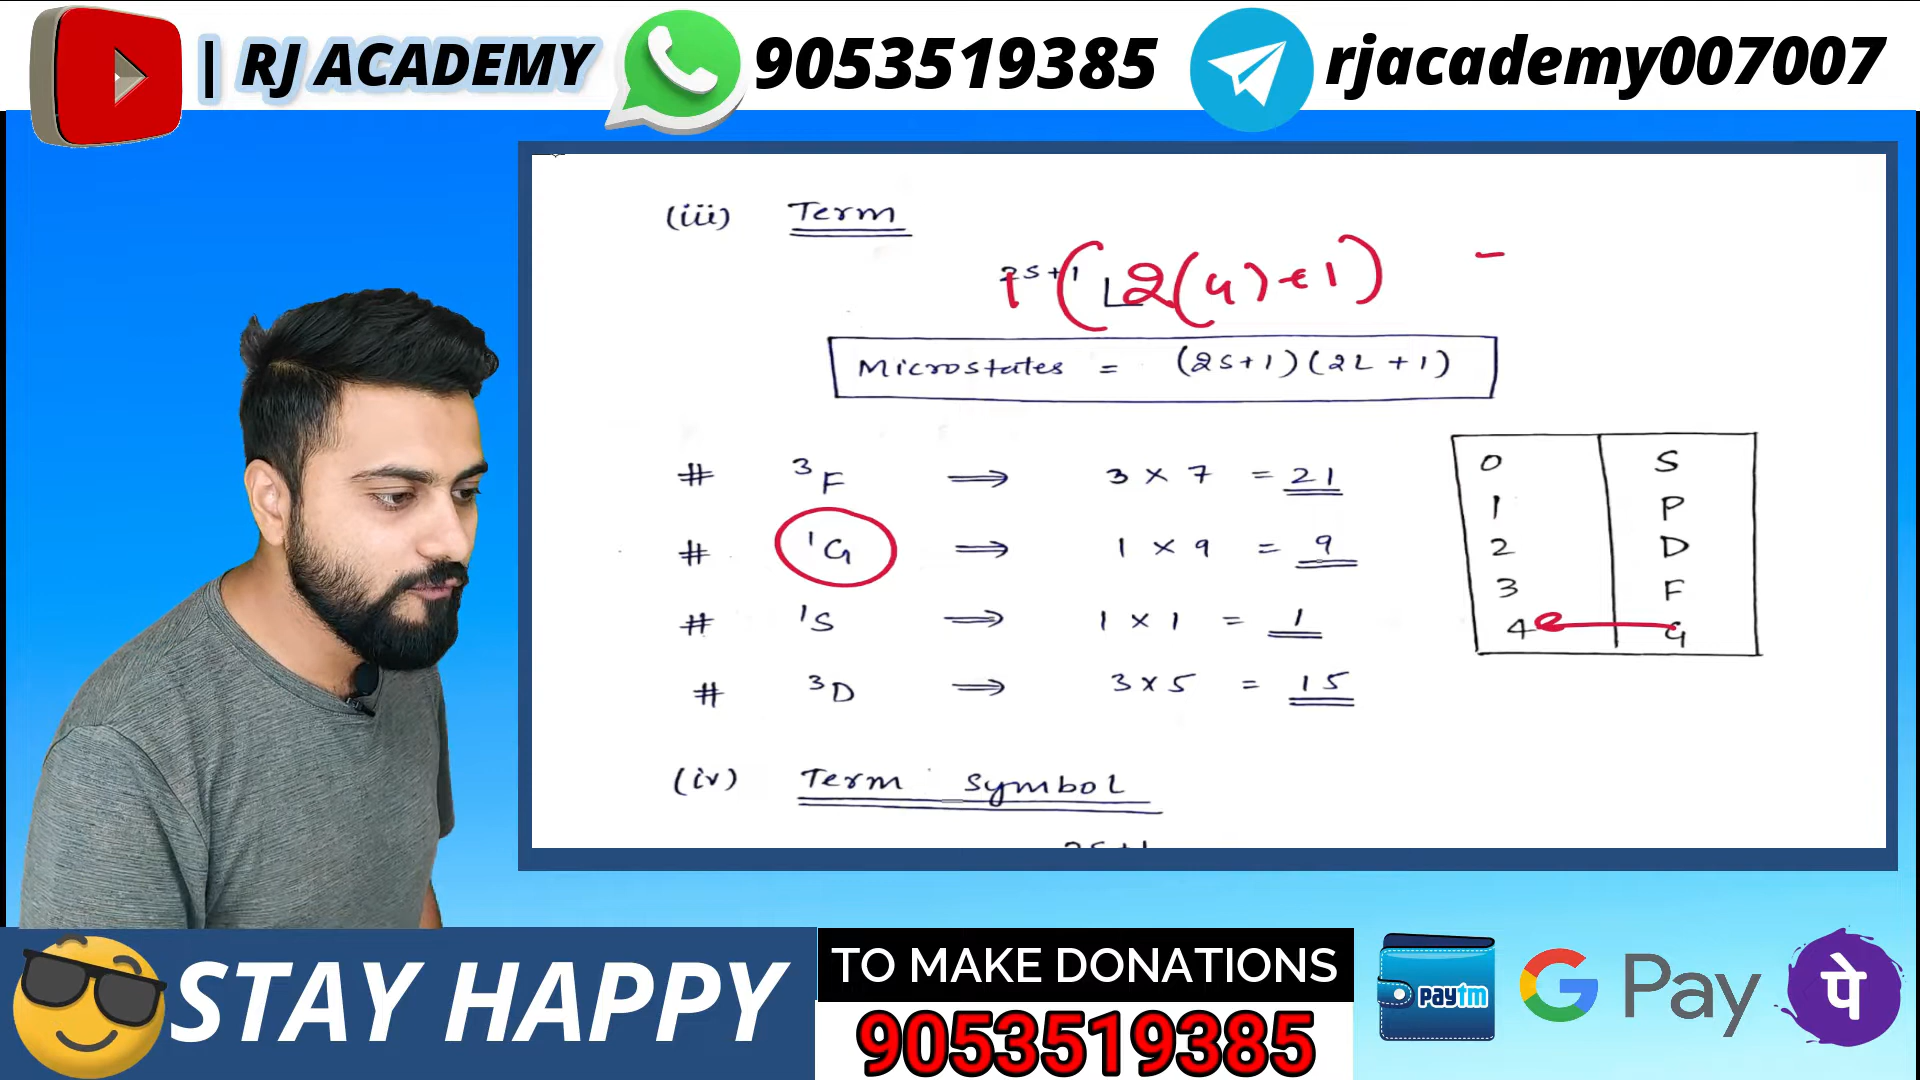 | RJ ACADEMY 9053519385 rjacademy007007
(iii) Term
2S+1 L
1 (2(4)+1) -
Microstates = (2S+1)(2L+1)
# ³F ⟹ 3 × 7 = 21
# ¹G ⟹ 1 × 9 = 9
# ¹S ⟹ 1 × 1 = 1
# ³D ⟹ 3 × 5 = 15
0 S
1 P
2 D
3 F
4 G
(iv) Term Symbol
STAY HAPPY
TO MAKE DONATIONS
9053519385
paytm
G Pay
पे